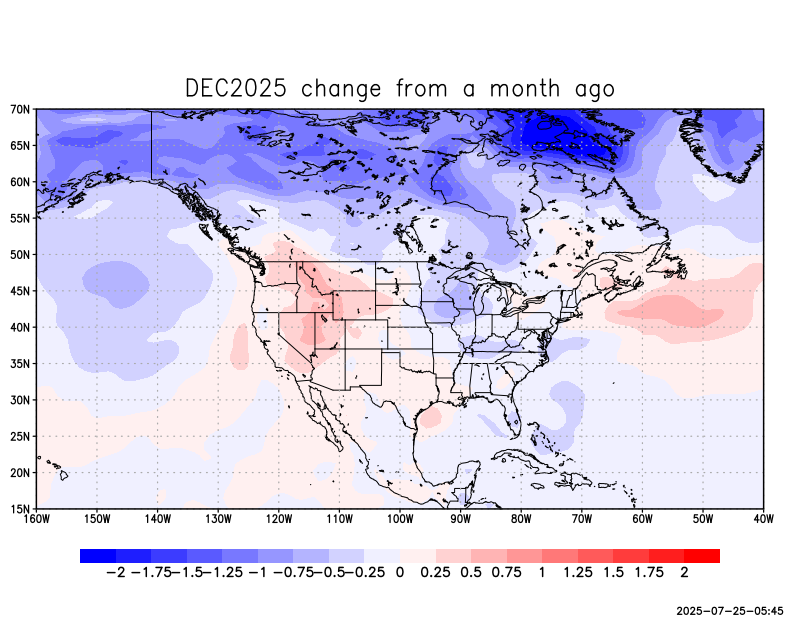 DEC2025 change from a month ago
70N
65N
60N
55N
50N
45N
40N
35N
30N
25N
20N
15N
160W 150W 140W 130W 120W 110W 100W 90W 80W 70W 60W 50W 40W
-2 -1.75 -1.5 -1.25 -1 -0.75 -0.5 -0.25 0 0.25 0.5 0.75 1 1.25 1.5 1.75 2
2025-07-25-05:45